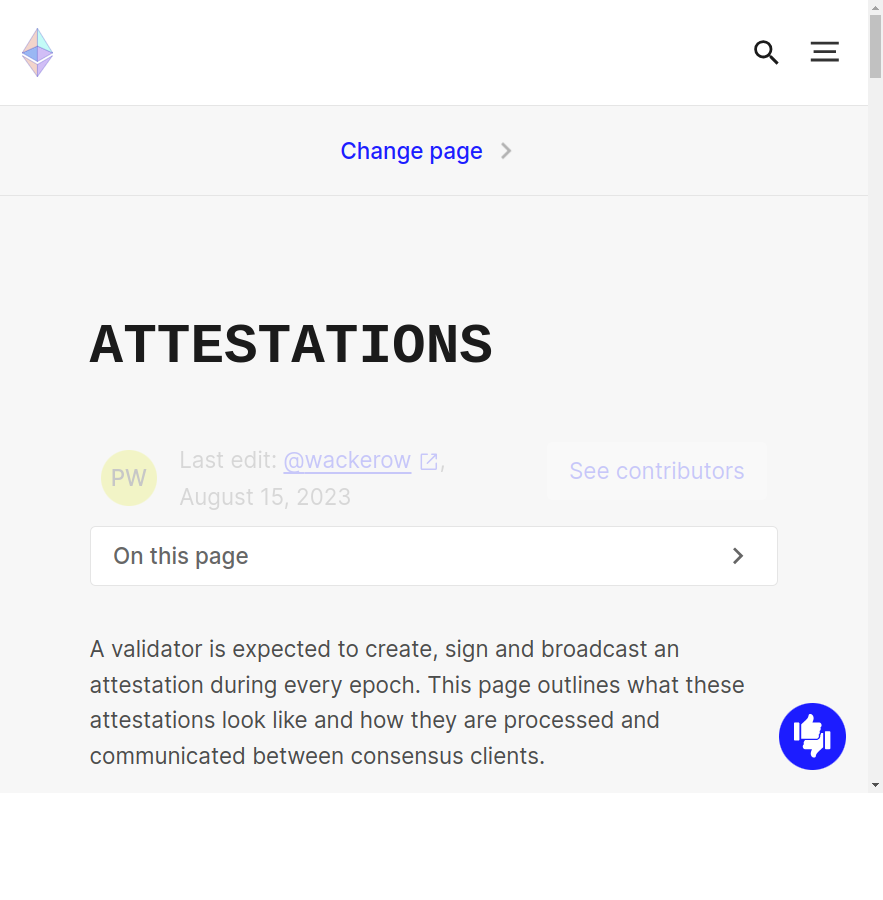 Change page
ATTESTATIONS
PW
Last edit: @wackerow,
August 15, 2023
See contributors
On this page
A validator is expected to create, sign and broadcast an
attestation during every epoch. This page outlines what these
attestations look like and how they are processed and
communicated between consensus clients.